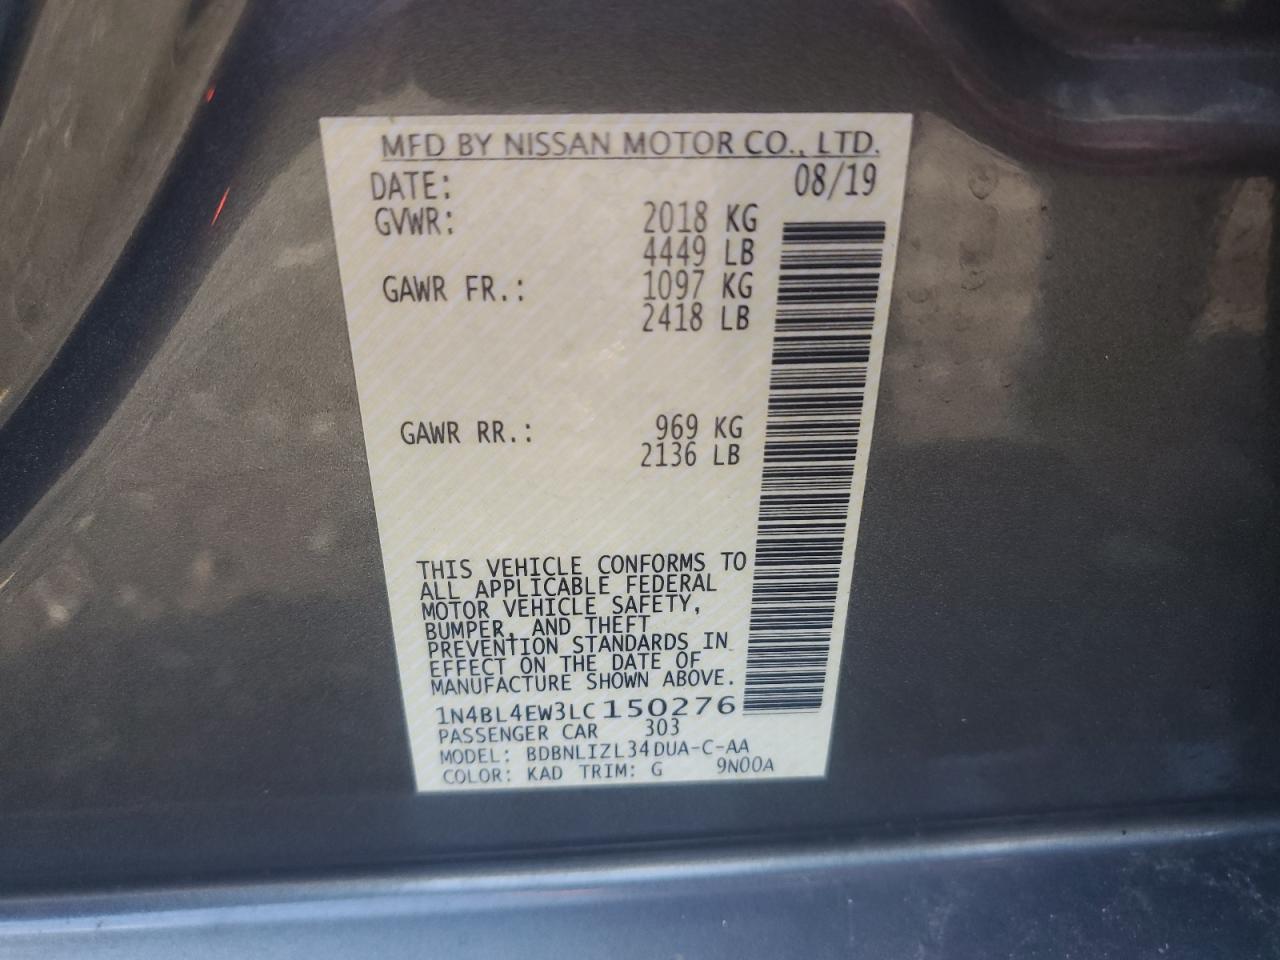 MFD BY NISSAN MOTOR CO., LTD.
DATE: 08/19
GVWR: 2018 KG
4449 LB
GAWR FR.: 1097 KG
2418 LB
GAWR RR.: 969 KG
2136 LB
THIS VEHICLE CONFORMS TO
ALL APPLICABLE FEDERAL
MOTOR VEHICLE SAFETY,
BUMPER, AND THEFT
PREVENTION STANDARDS IN
EFFECT ON THE DATE OF
MANUFACTURE SHOWN ABOVE.
1N4BL4EW3LC150276
PASSENGER CAR 303
MODEL: BDBNLIZL34DUA-C-AA
COLOR: KAD TRIM: G 9N00A